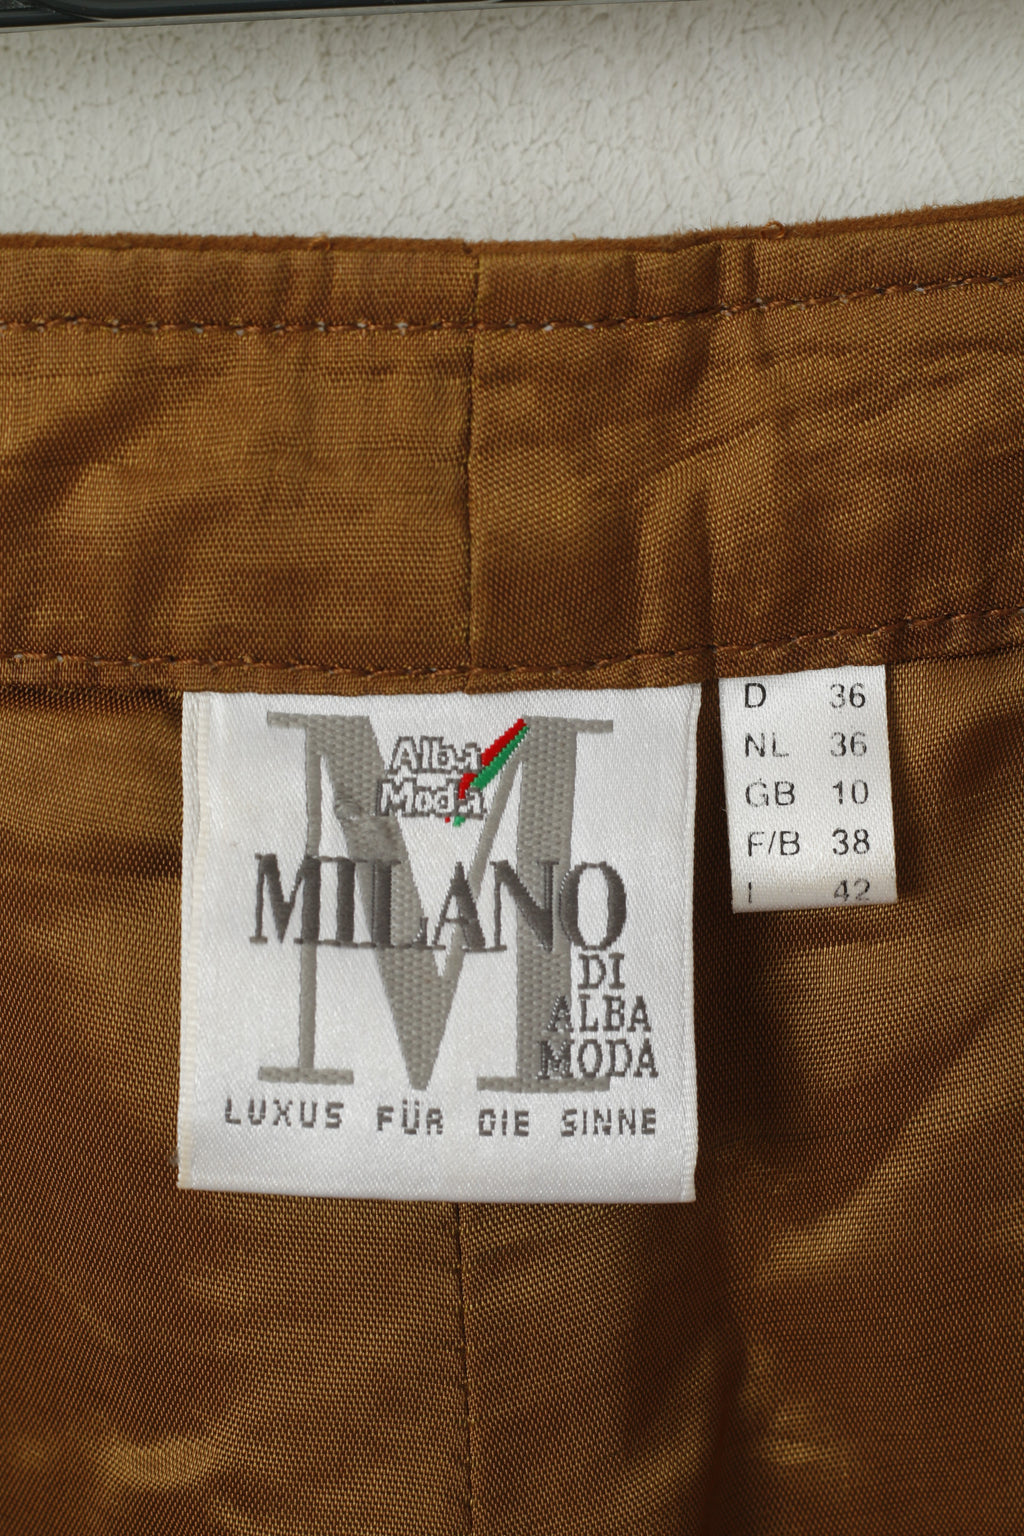 Alba
Moda
MILANO
DI
ALBA
MODA
LUXUS FÜR DIE SINNE
D 36
NL 36
GB 10
F/B 38
I 42